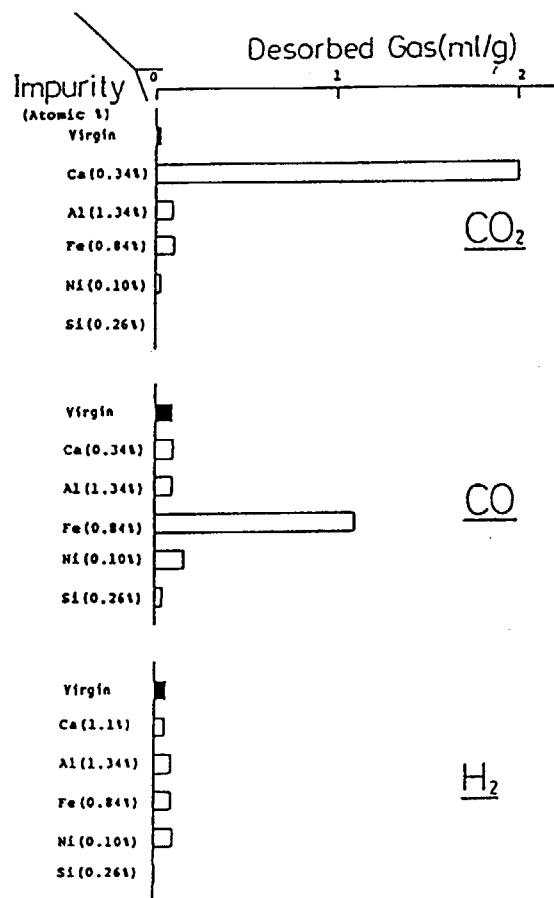 Desorbed Gas(ml/g)
0 1 2
Impurity
(Atomic %)
Virgin
Ca(0.34%)
Al(1.34%)
Fe(0.84%)
Ni(0.10%)
Si(0.26%)
CO₂
Virgin
Ca(0.34%)
Al(1.34%)
Fe(0.84%)
Ni(0.10%)
Si(0.26%)
CO
Virgin
Ca(1.1%)
Al(1.34%)
Fe(0.84%)
Ni(0.10%)
Si(0.26%)
H₂